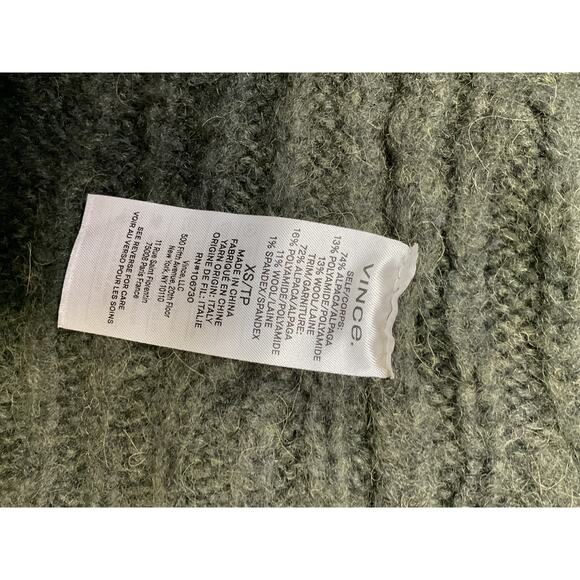 VINCE.
SELF/CORPS:
74% ALPACA/ALPAGA
13% POLYAMIDE/POLYAMIDE
13% WOOL/LAINE
TRIM/GARNITURE:
72% ALPACA/ALPAGA
16% POLYAMIDE/POLYAMIDE
11% WOOL/LAINE
1% SPANDEX/SPANDEX
XS/TP
MADE IN CHINA
FABRIQUÉ EN CHINE
YARN ORIGIN: ITALY
ORIGINE DE FIL: ITALIE
RN#106730
Vince, LLC
500 Fifth Avenue, 20th Floor
New York, NY 10110
11 Rue Saint Florentin
75008 Paris France
SEE REVERSE FOR CARE
VOIR AU VERSO POUR LES SOINS